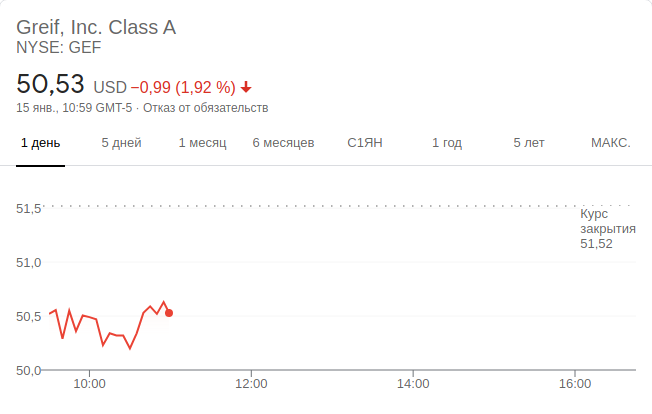 Greif, Inc. Class A
NYSE: GEF
50,53 USD −0,99 (1,92 %)
15 янв., 10:59 GMT-5 · Отказ от обязательств
1 день 5 дней 1 месяц 6 месяцев С1ЯН 1 год 5 лет МАКС.
51,5
Курс
закрытия
51,52
51,0
50,5
50,0
10:00 12:00 14:00 16:00